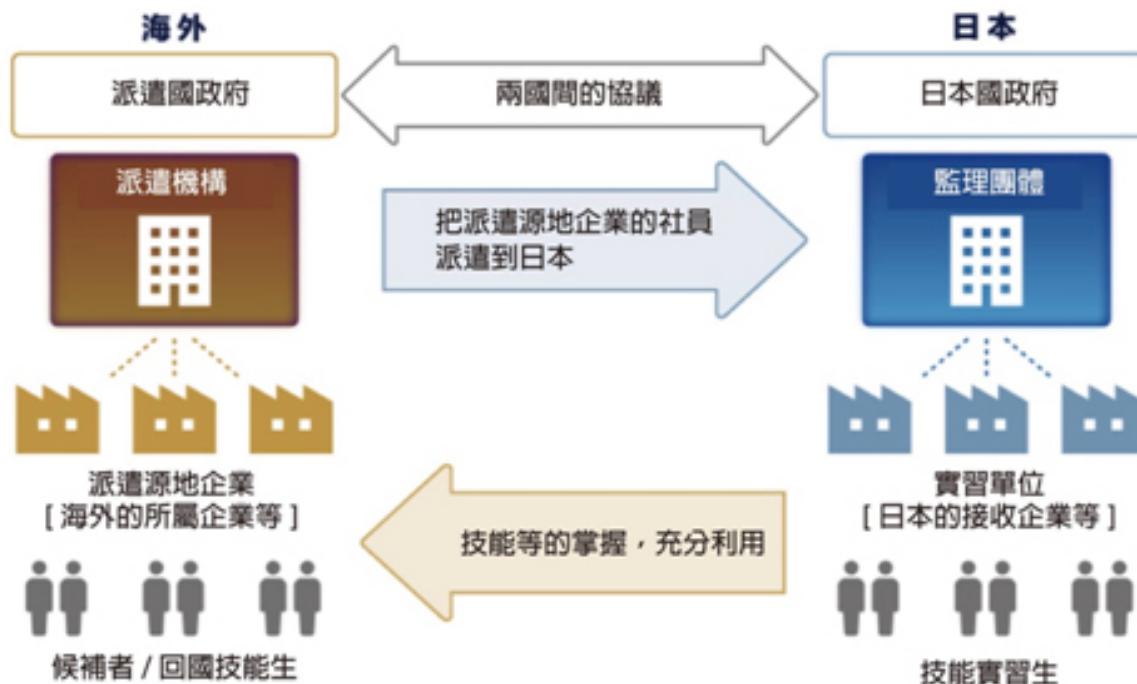 海外
日本
派遣國政府
兩國間的協議
日本國政府
派遣機構
把派遣源地企業的社員
派遣到日本
監理團體
派遣源地企業
[ 海外的所屬企業等 ]
實習單位
[ 日本的接收企業等 ]
技能等的掌握，充分利用
候補者 / 回國技能生
技能實習生